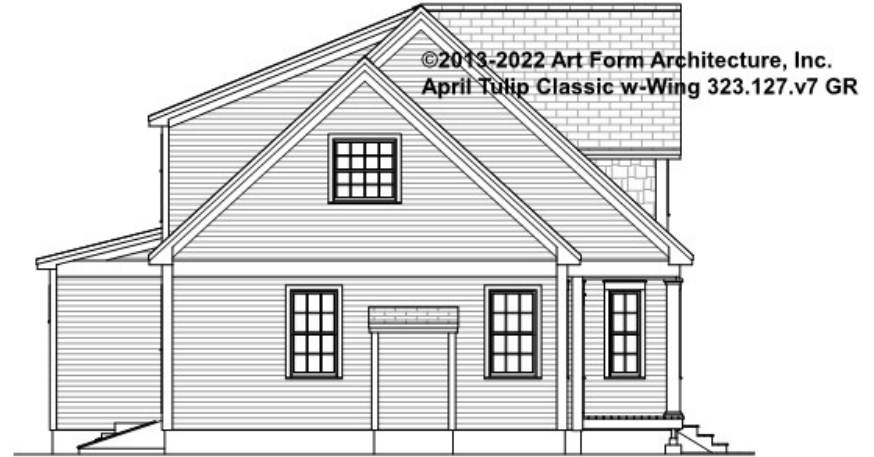 ©2013-2022 Art Form Architecture, Inc.
April Tulip Classic w-Wing 323.127.v7 GR